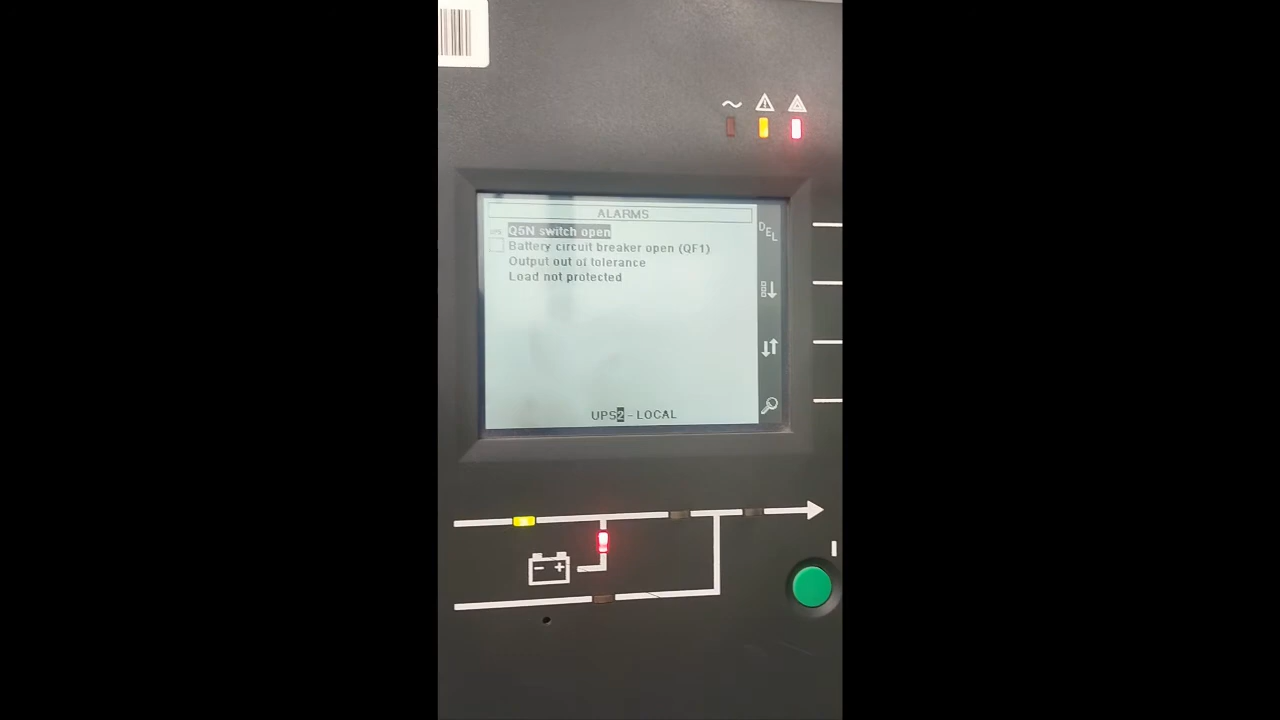 ALARMS
Q5N switch open
Battery circuit breaker open (QF1)
Output out of tolerance
Load not protected
DEL
UPS2 - LOCAL